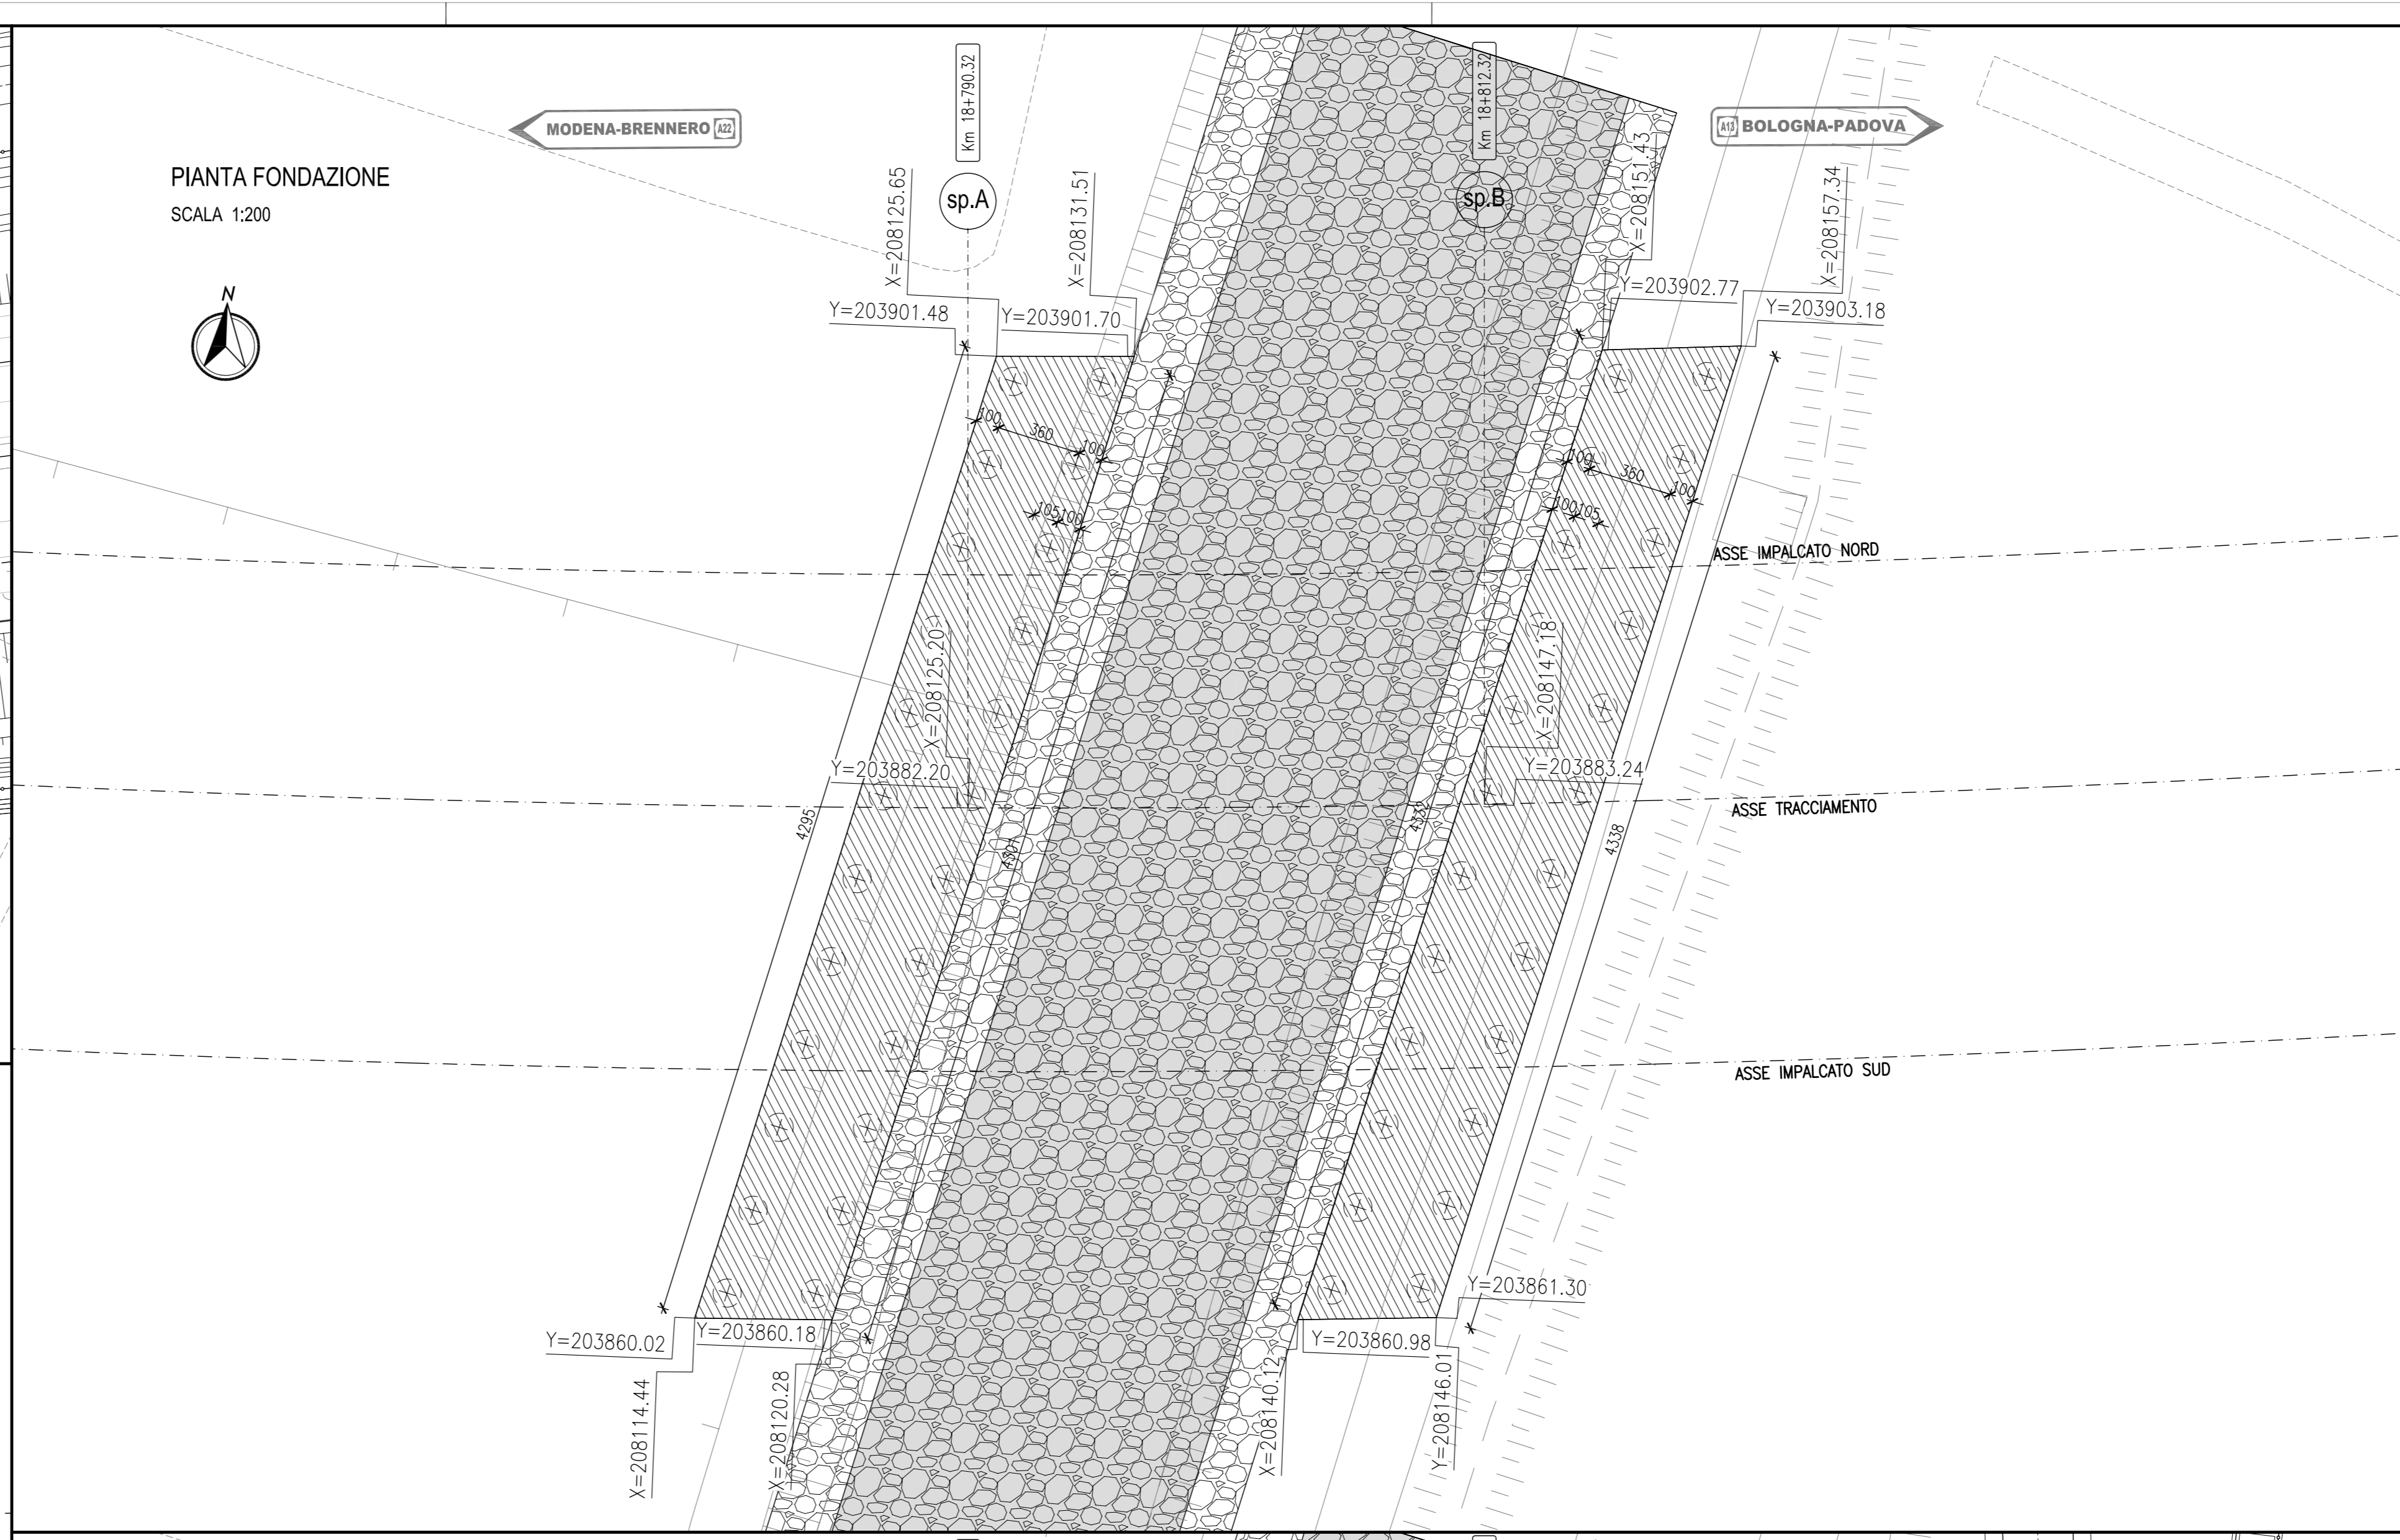 Km 18+790.32
Km 18+812.32
MODENA-BRENNERO A22
A13 BOLOGNA-PADOVA
PIANTA FONDAZIONE
SCALA 1:200
sp.A
sp.B
N
X=208125.65
X=208131.51
X=208151.43
X=208157.34
Y=203901.48
Y=203901.70
Y=203902.77
Y=203903.18
100
360
100
100
360
100
105
100
100
105
ASSE IMPALCATO NORD
X=208125.20
X=208147.18
Y=203882.20
Y=203883.24
ASSE TRACCIAMENTO
4295
4301
4332
4338
ASSE IMPALCATO SUD
Y=203861.30
Y=203860.02
Y=203860.18
Y=203860.98
X=208114.44
X=208120.28
X=208140.12
Y=208146.01